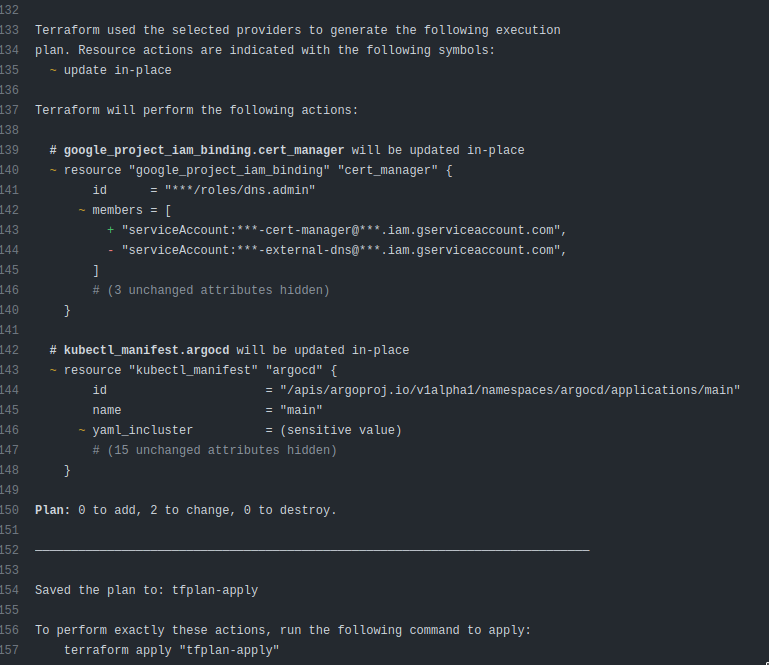 132
133 Terraform used the selected providers to generate the following execution
134 plan. Resource actions are indicated with the following symbols:
135   ~ update in-place
136
137 Terraform will perform the following actions:
138
139   # google_project_iam_binding.cert_manager will be updated in-place
140   ~ resource "google_project_iam_binding" "cert_manager" {
141         id      = "***/roles/dns.admin"
142       ~ members = [
143           + "serviceAccount:***-cert-manager@***.iam.gserviceaccount.com",
144           - "serviceAccount:***-external-dns@***.iam.gserviceaccount.com",
145         ]
146         # (3 unchanged attributes hidden)
140     }
141
142   # kubectl_manifest.argocd will be updated in-place
143   ~ resource "kubectl_manifest" "argocd" {
144         id                      = "/apis/argoproj.io/v1alpha1/namespaces/argocd/applications/main"
145         name                    = "main"
146       ~ yaml_incluster          = (sensitive value)
147         # (15 unchanged attributes hidden)
148     }
149
150 Plan: 0 to add, 2 to change, 0 to destroy.
151
152 ─────────────────────────────────────────────────────────────────────────────
153
154 Saved the plan to: tfplan-apply
155
156 To perform exactly these actions, run the following command to apply:
157     terraform apply "tfplan-apply"